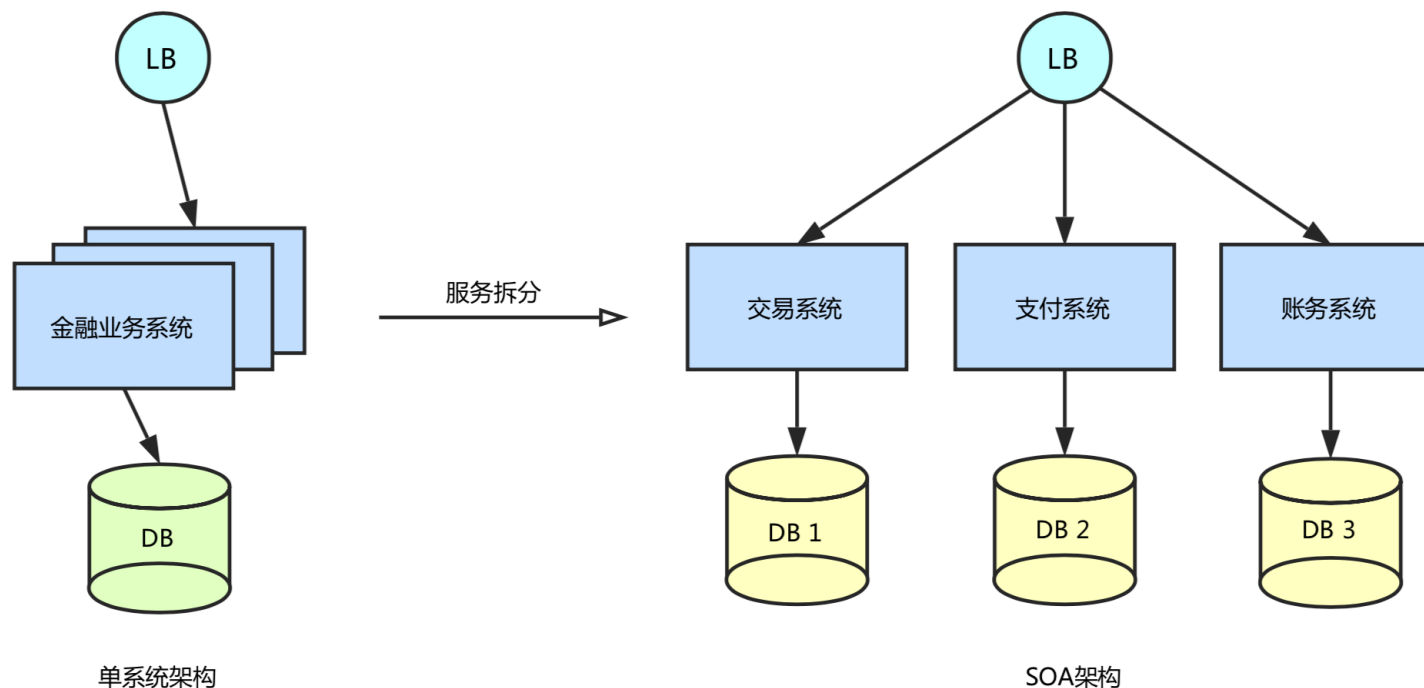 LB
LB
服务拆分
金融业务系统
交易系统
支付系统
账务系统
DB
DB 1
DB 2
DB 3
单系统架构
SOA架构